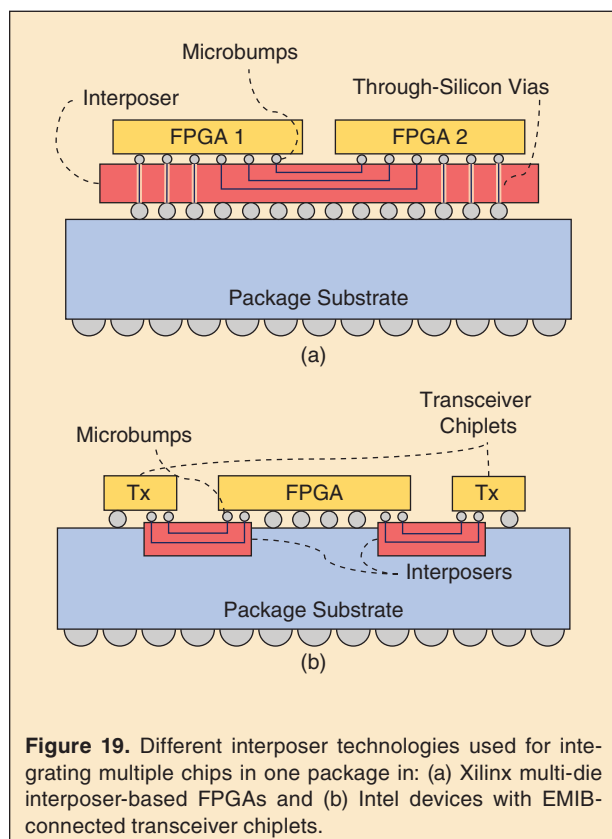 Microbumps
Interposer
Through-Silicon Vias
FPGA 1
FPGA 2
Package Substrate
(a)
Transceiver
Chiplets
Microbumps
Tx
FPGA
Tx
Interposers
Package Substrate
(b)
Figure 19. Different interposer technologies used for inte-
grating multiple chips in one package in: (a) Xilinx multi-die
interposer-based FPGAs and (b) Intel devices with EMIB-
connected transceiver chiplets.